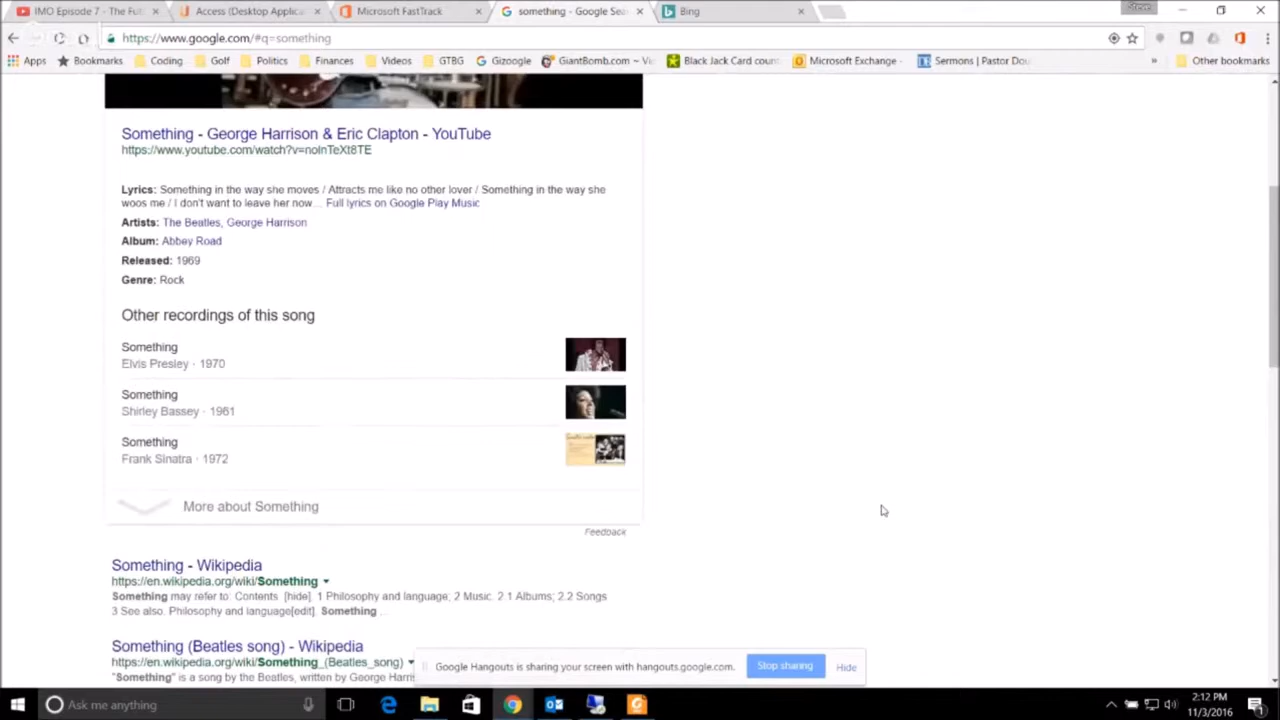 IMO Episode 7 - The Fut
Access (Desktop Applica
Microsoft FastTrack
something - Google Sea
Bing
Steve
https://www.google.com/#q=something
Apps
Bookmarks
Coding
Golf
Politics
Finances
Videos
GTBG
Gizoogle
GiantBomb.com ~ Vi
Black Jack Card count
Microsoft Exchange -
Sermons | Pastor Dou
»
Other bookmarks
Something - George Harrison & Eric Clapton - YouTube
Lyrics: Something in the way she moves / Attracts me like no other lover / Something in the way she
woos me / I don't want to leave her now... Full lyrics on Google Play Music
Artists: The Beatles, George Harrison
Album: Abbey Road
Released: 1969
Genre: Rock
Other recordings of this song
Something
Elvis Presley · 1970
Something
Shirley Bassey · 1961
Something
Frank Sinatra · 1972
More about Something
Feedback
Something - Wikipedia
https://en.wikipedia.org/wiki/Something
Something may refer to: Contents. [hide]. 1 Philosophy and language; 2 Music. 2.1 Albums; 2.2 Songs
3 See also. Philosophy and language[edit]. Something ...
Something (Beatles song) - Wikipedia
https://en.wikipedia.org/wiki/Something_(Beatles_song)
"Something" is a song by the Beatles, written by George Harri
Google Hangouts is sharing your screen with hangouts.google.com.
Stop sharing
Hide
Ask me anything
2:12 PM
11/3/2016
1